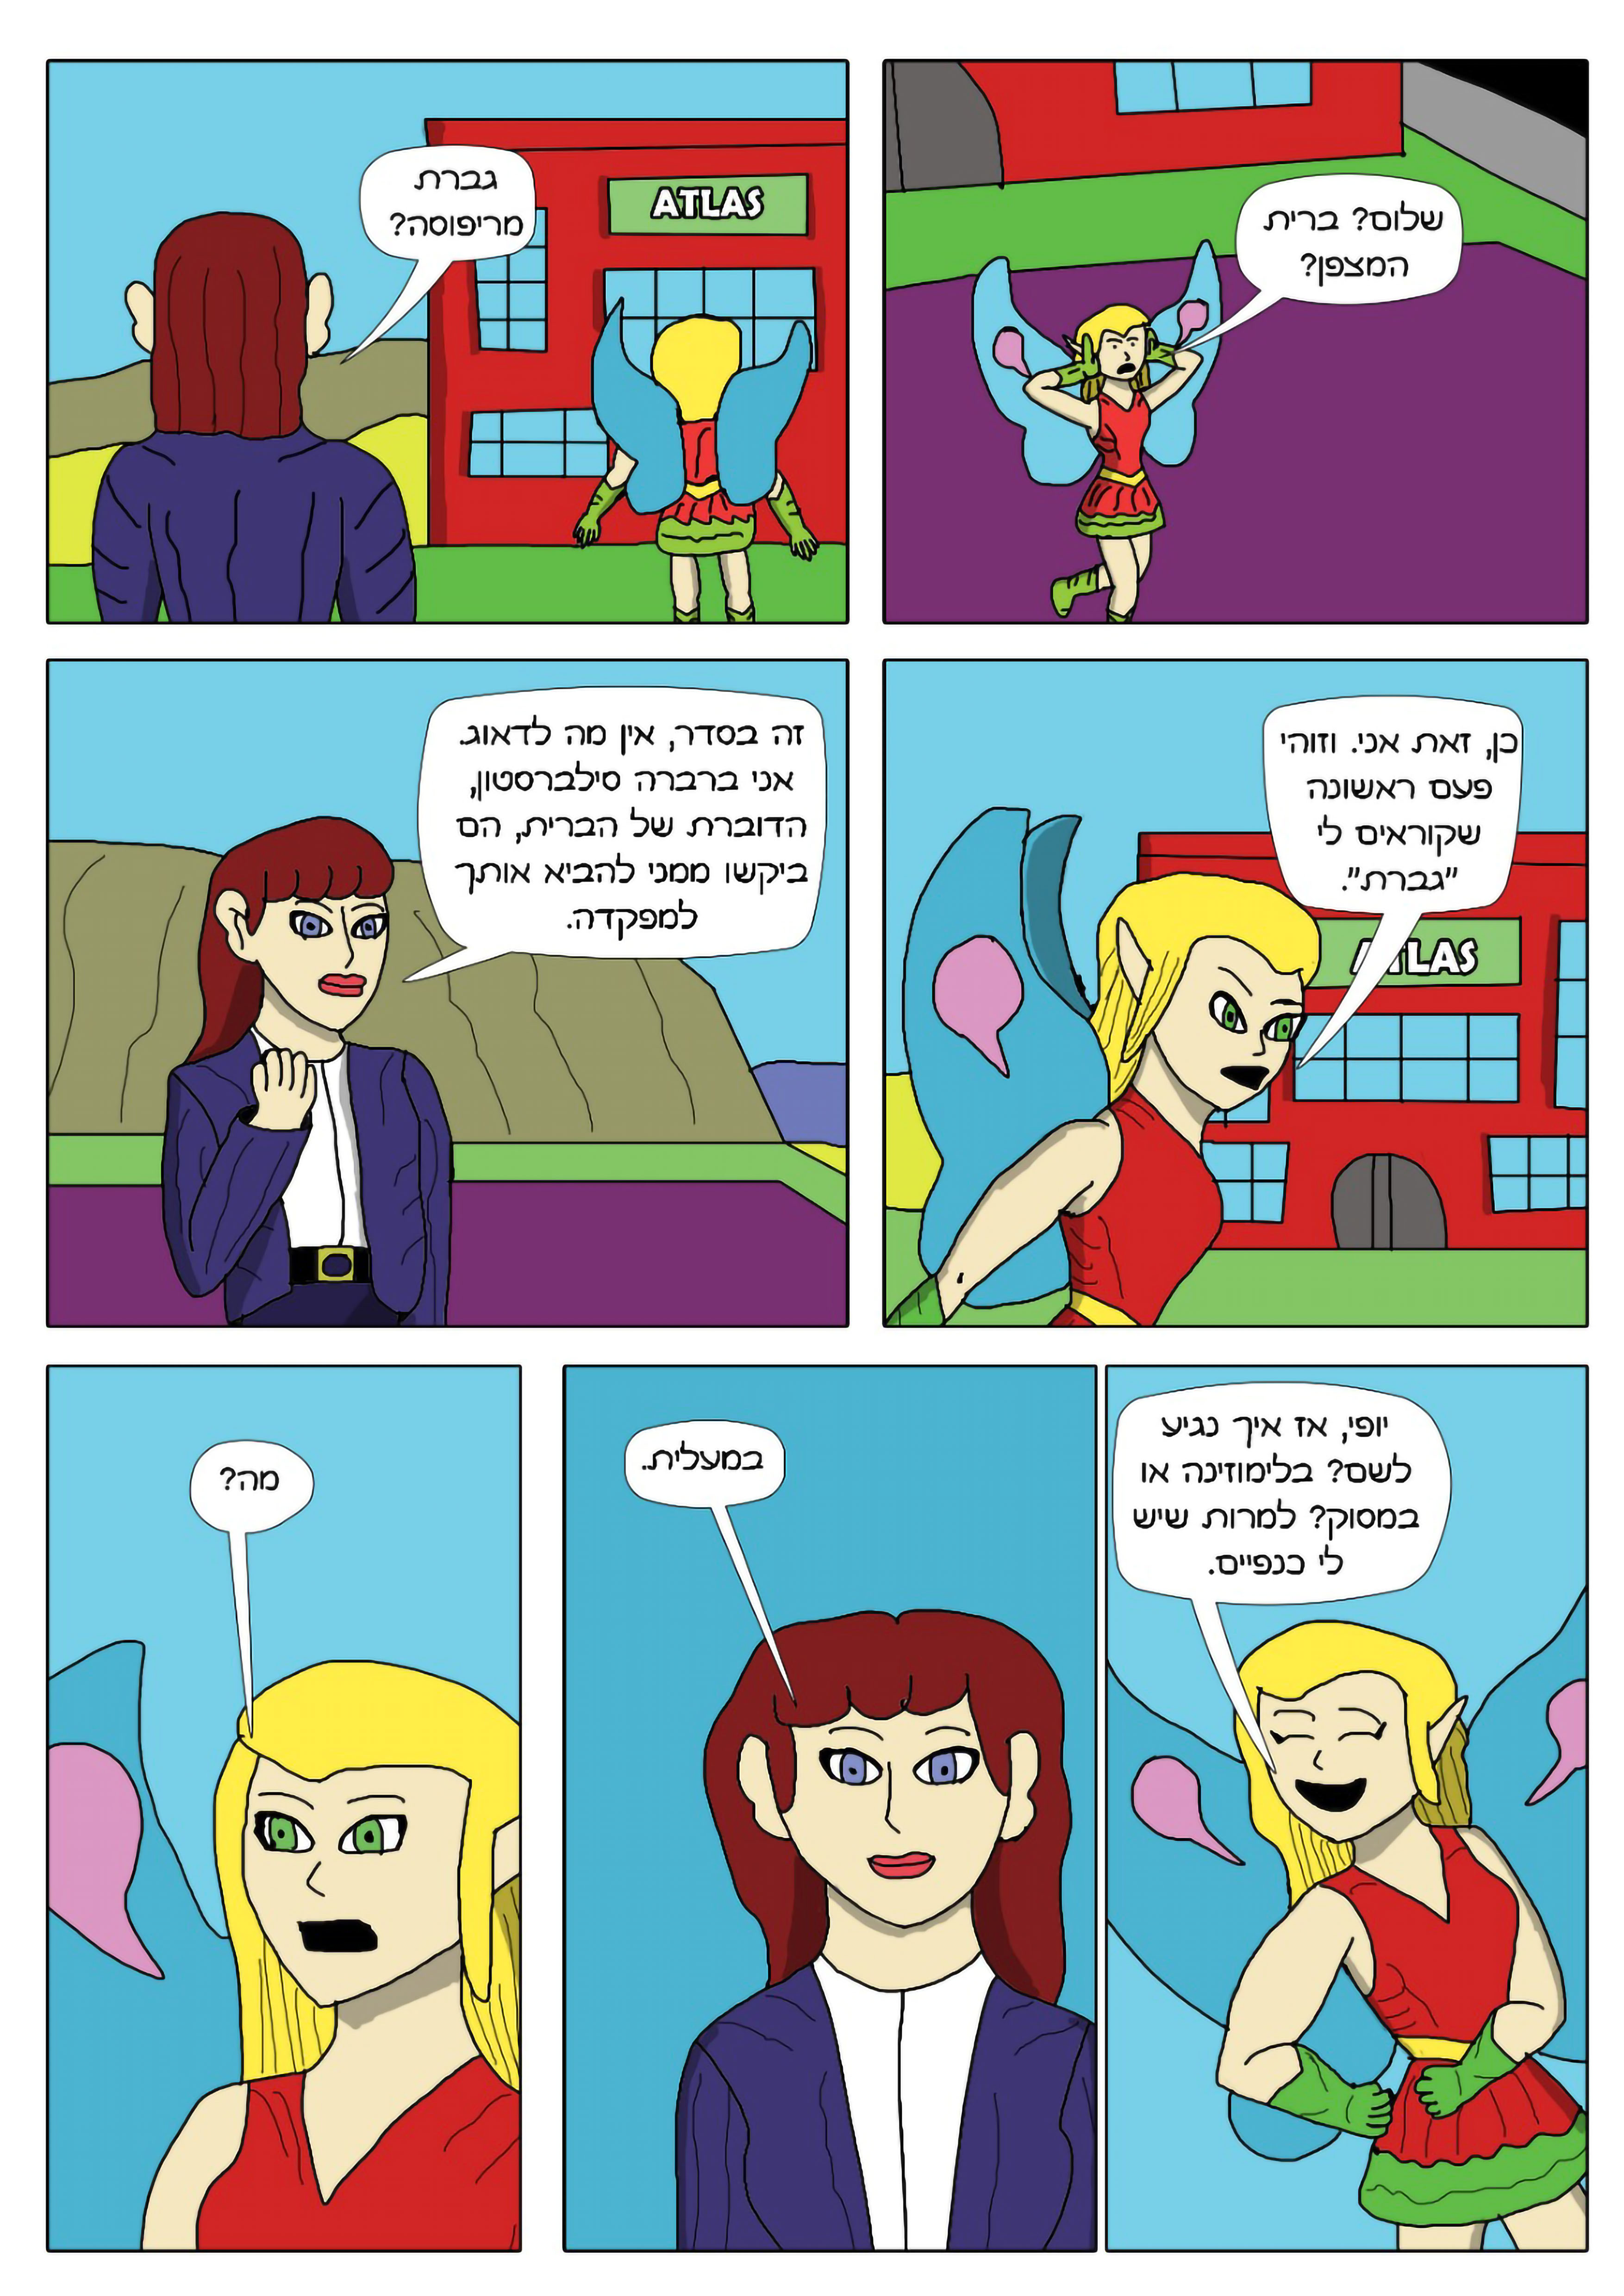 שלום? ברית
המצפן?
גברת
מריפוסה?
ATLAS
כן, זאת אני. וזוהי
פעם ראשונה
שקוראים לי
"גברת".
ATLAS
זה בסדר, אין מה לדאוג.
אני ברברה סילברסטון,
הדוברת של הברית, הם
ביקשו ממני להביא אותך
למפקדה.
יופי, אז איך נגיע
לשם? בלימוזינה או
במסוק? למרות שיש
לי כנפיים.
במעלית.
מה?